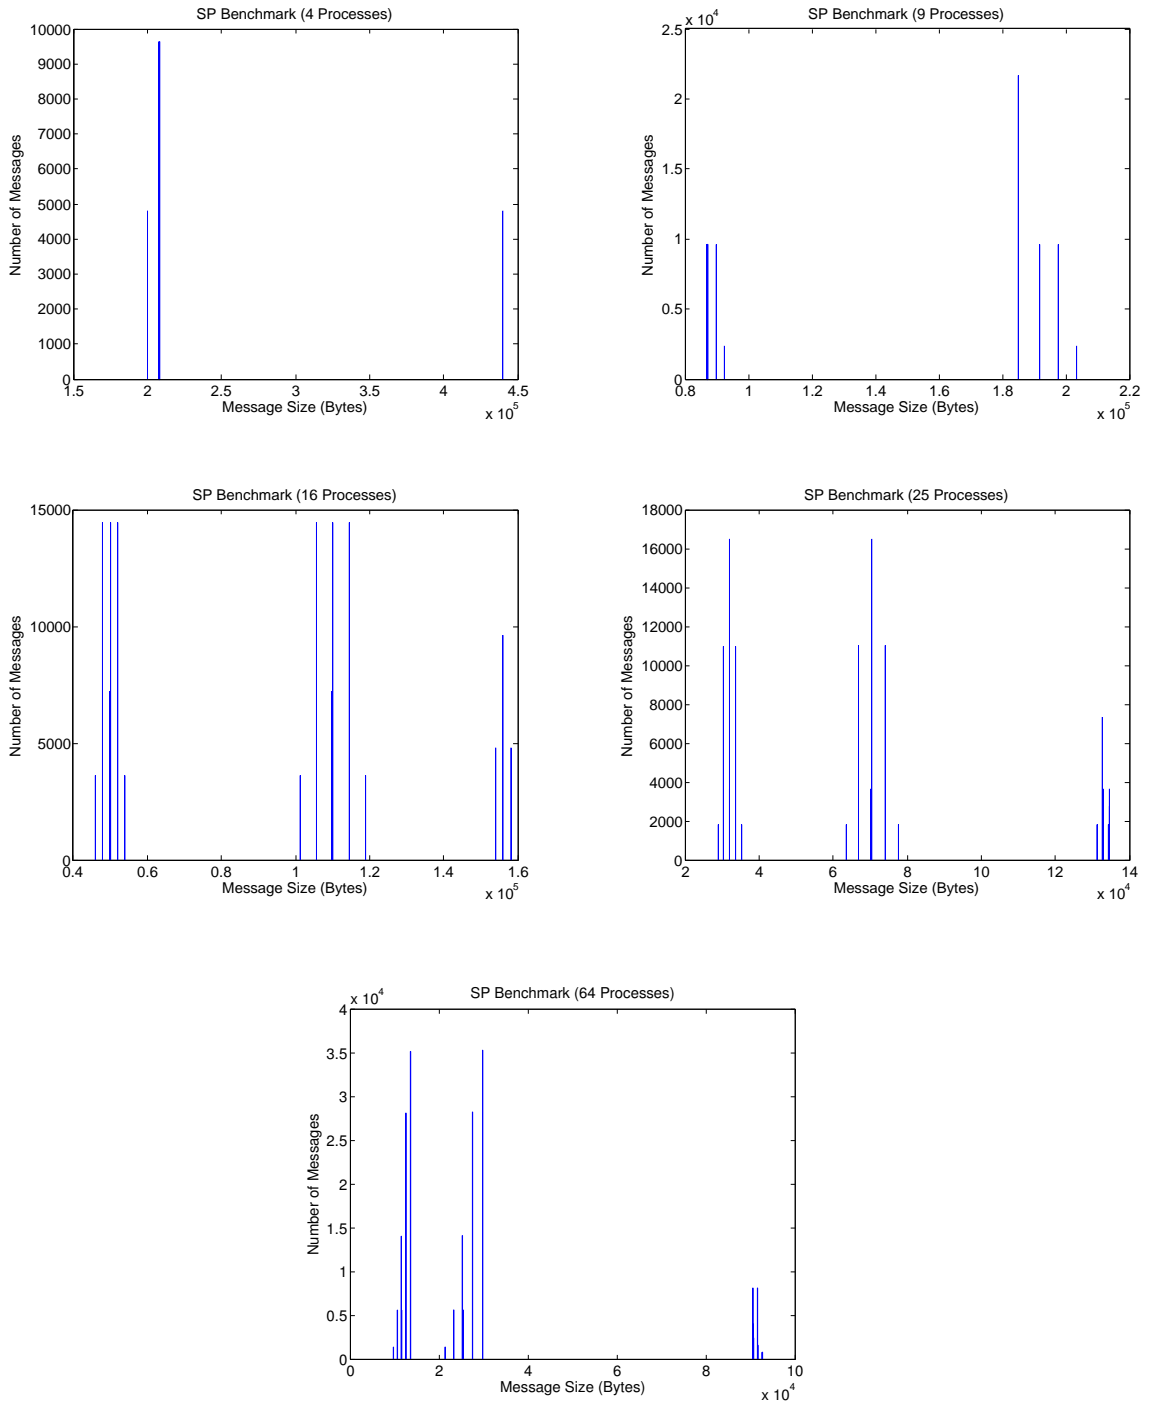 SP Benchmark (4 Processes)
10000
9000
8000
7000
6000
5000
4000
3000
2000
1000
0
Number of Messages
1.5 2 2.5 3 3.5 4 4.5
Message Size (Bytes)
x 10^5
SP Benchmark (9 Processes)
x 10^4
2.5
2
1.5
1
0.5
0
Number of Messages
0.8 1 1.2 1.4 1.6 1.8 2 2.2
Message Size (Bytes)
x 10^5
SP Benchmark (16 Processes)
15000
10000
5000
0
Number of Messages
0.4 0.6 0.8 1 1.2 1.4 1.6
Message Size (Bytes)
x 10^5
SP Benchmark (25 Processes)
18000
16000
14000
12000
10000
8000
6000
4000
2000
0
Number of Messages
2 4 6 8 10 12 14
Message Size (Bytes)
x 10^4
SP Benchmark (64 Processes)
x 10^4
4
3.5
3
2.5
2
1.5
1
0.5
0
Number of Messages
0 2 4 6 8 10
Message Size (Bytes)
x 10^4